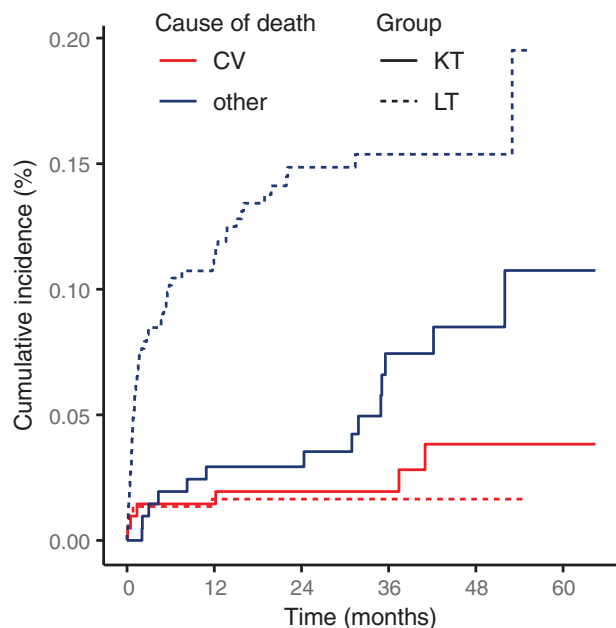 Cause of death
Group
CV
KT
other
LT
Cumulative incidence (%)
0.20
0.15
0.10
0.05
0.00
0 12 24 36 48 60
Time (months)